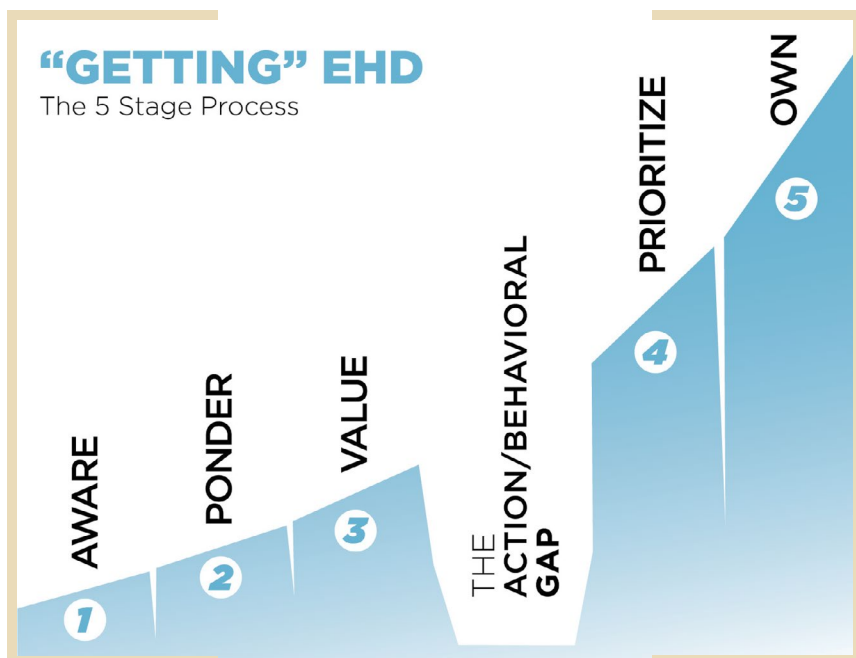 “GETTING” EHD
The 5 Stage Process
AWARE
1
PONDER
2
VALUE
3
THE
ACTION/BEHAVIORAL
GAP
PRIORITIZE
4
OWN
5